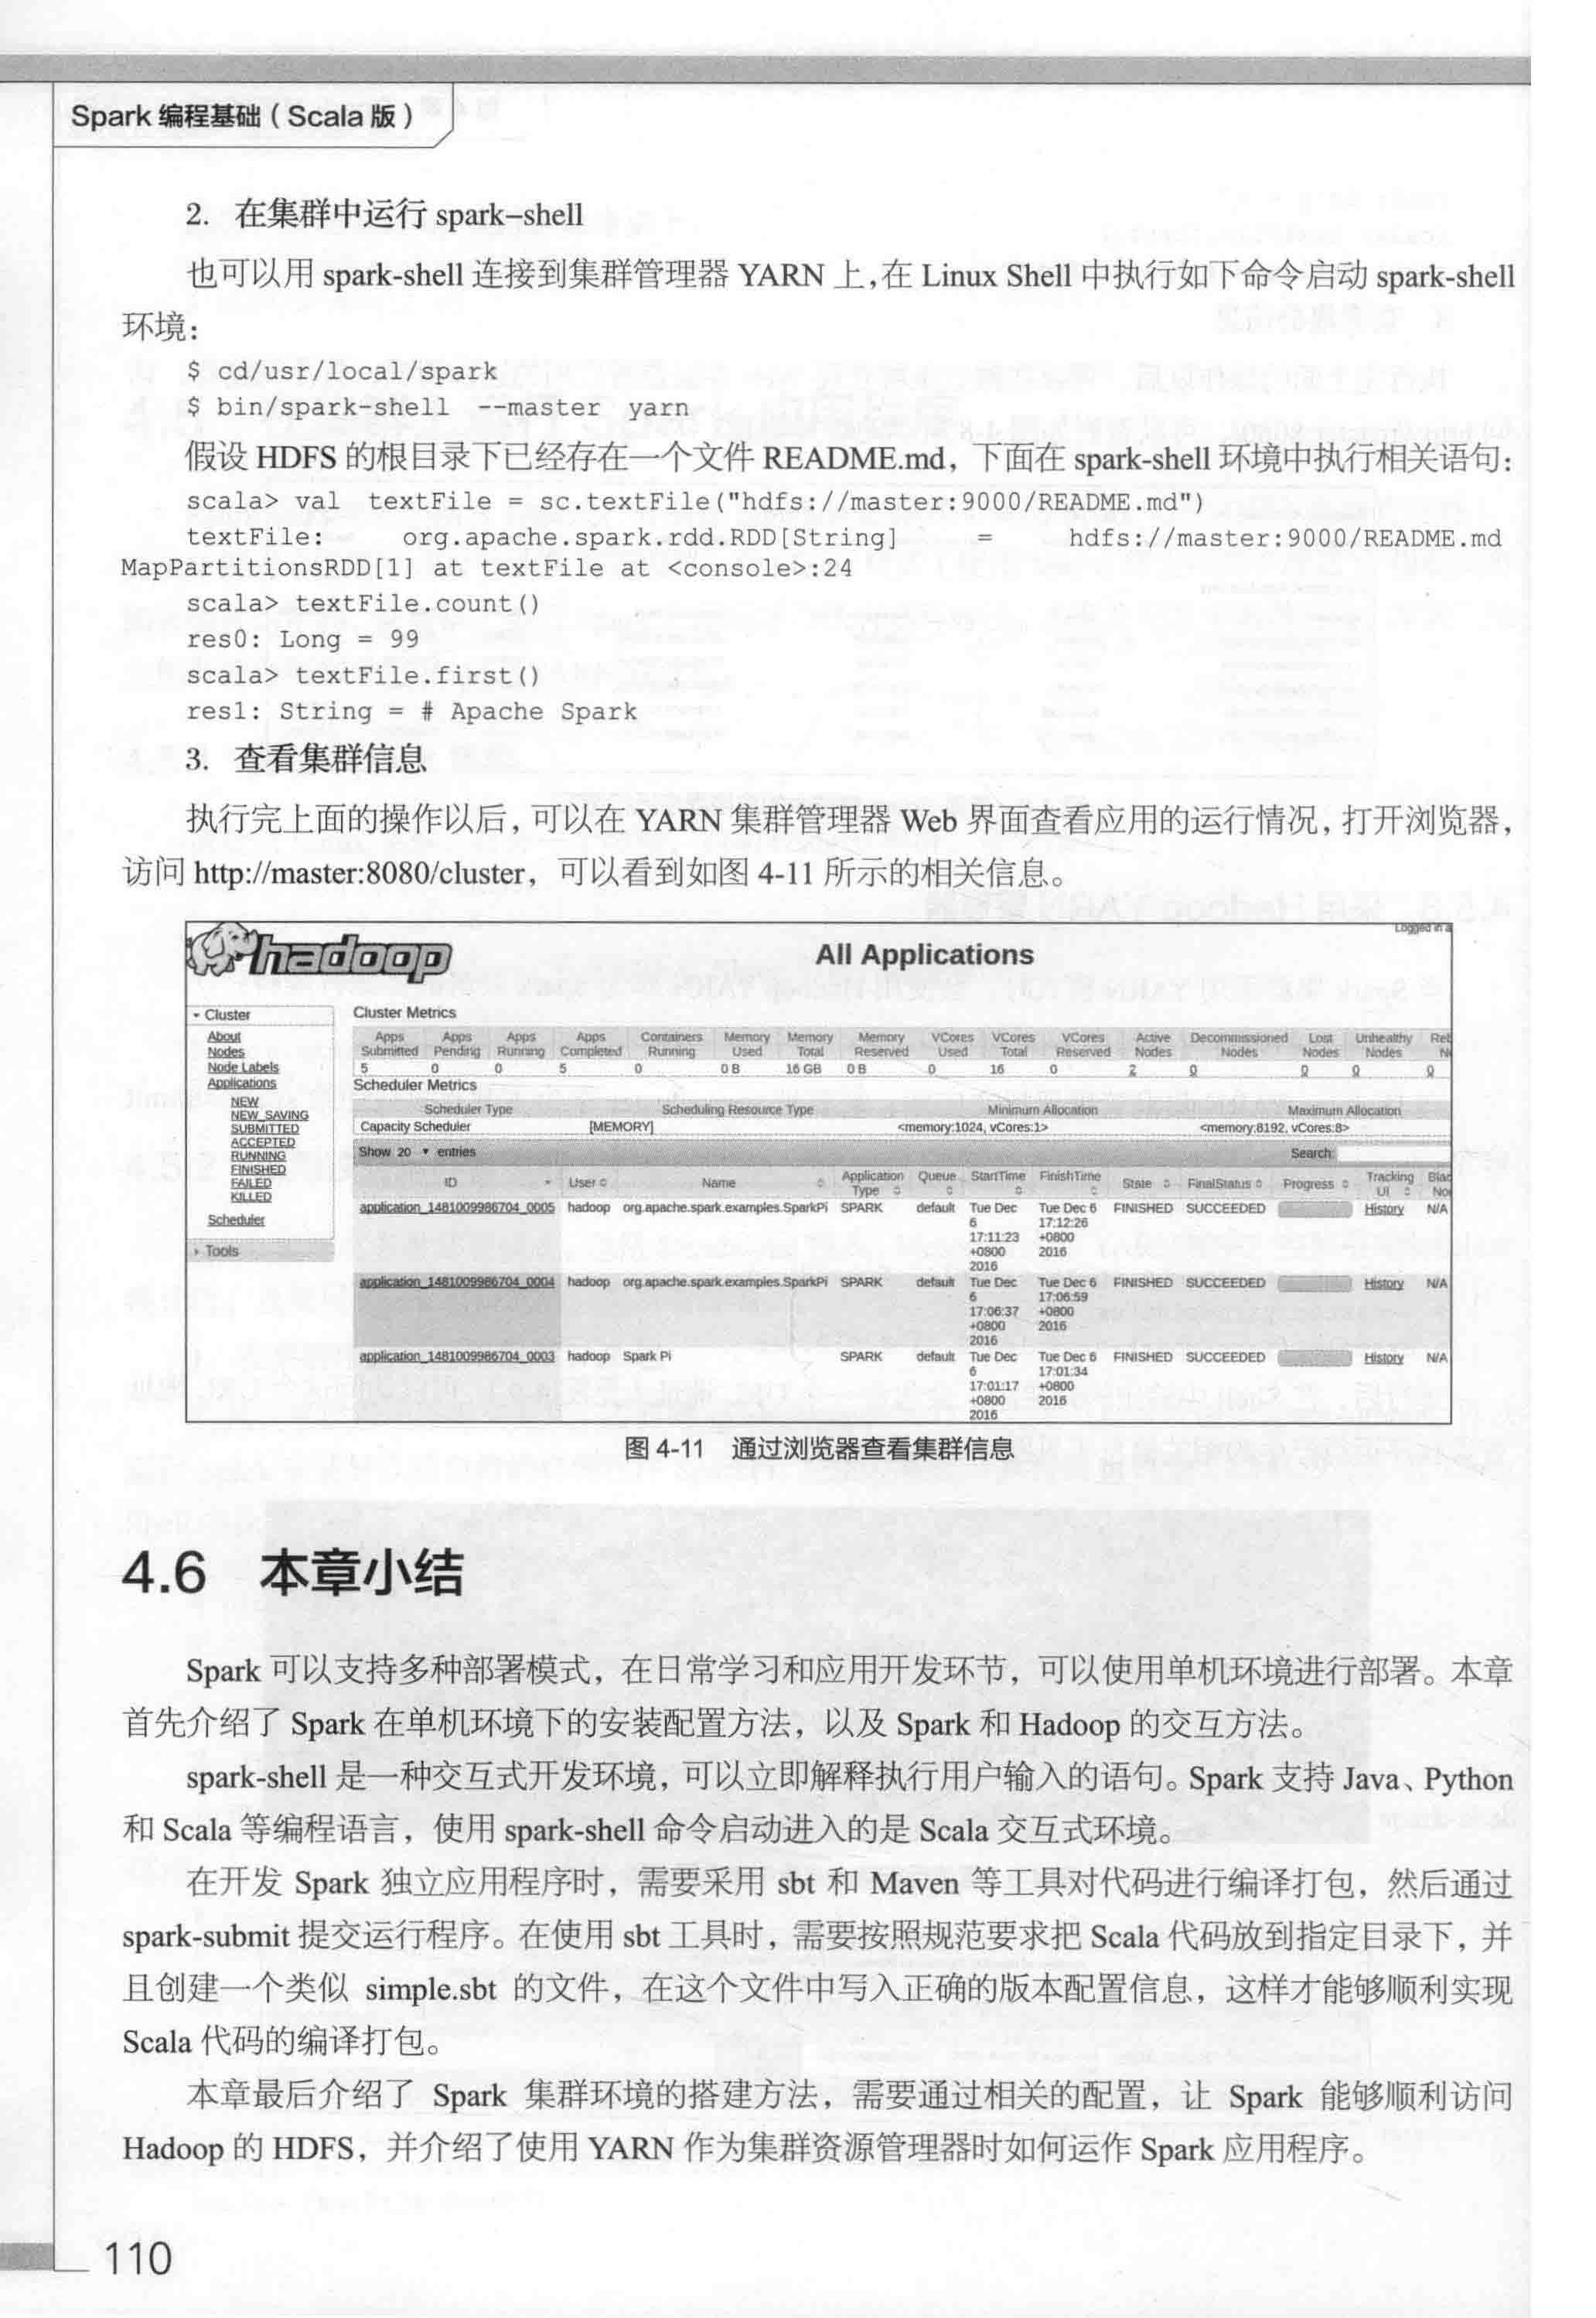 Spark 编程基础（Scala 版）
2. 在集群中运行 spark-shell
也可以用 spark-shell 连接到集群管理器 YARN 上，在 Linux Shell 中执行如下命令启动 spark-shell
环境：
$ cd/usr/local/spark
$ bin/spark-shell --master yarn
假设 HDFS 的根目录下已经存在一个文件 README.md，下面在 spark-shell 环境中执行相关语句：
scala> val textFile = sc.textFile("hdfs://master:9000/README.md")
textFile: org.apache.spark.rdd.RDD[String] = hdfs://master:9000/README.md
MapPartitionsRDD[1] at textFile at <console>:24
scala> textFile.count()
res0: Long = 99
scala> textFile.first()
res1: String = # Apache Spark
3. 查看集群信息
执行完上面的操作以后，可以在 YARN 集群管理器 Web 界面查看应用的运行情况，打开浏览器，
访问 http://master:8080/cluster，可以看到如图 4-11 所示的相关信息。
Logged in a
hadoop
All Applications
Cluster
About
Nodes
Node Labels
Applications
NEW
NEW_SAVING
SUBMITTED
ACCEPTED
RUNNING
FINISHED
FAILED
KILLED
Scheduler
Tools
Cluster Metrics
Apps Apps Apps Apps Containers Memory Memory Memory VCores VCores VCores Active Decommissioned Lost Unhealthy Reb
Submitted Pending Running Completed Running Used Total Reserved Used Total Reserved Nodes Nodes Nodes Nodes
5 0 0 5 0 0 B 16 GB 0 B 0 16 0 2 0 0 0 0
Scheduler Metrics
Scheduler Type Scheduling Resource Type Minimum Allocation Maximum Allocation
Capacity Scheduler [MEMORY] <memory:1024, vCores:1> <memory:8192, vCores:8>
Show 20 entries Search:
Application Queue StartTime FinishTime Tracking Blac
ID User Name Type State FinalStatus Progress UI
application_1481009986704_0005 hadoop org.apache.spark.examples.SparkPi SPARK default Tue Dec Tue Dec 6 FINISHED SUCCEEDED History N/A
6 17:12:26
17:11:23 +0800
+0800 2016
2016
application_1481009986704_0004 hadoop org.apache.spark.examples.SparkPi SPARK default Tue Dec Tue Dec 6 FINISHED SUCCEEDED History N/A
6 17:06:59
17:06:37 +0800
+0800 2016
2016
application_1481009986704_0003 hadoop Spark Pi SPARK default Tue Dec Tue Dec 6 FINISHED SUCCEEDED History N/A
6 17:01:34
17:01:17 +0800
+0800 2016
2016
图 4-11 通过浏览器查看集群信息
4.6 本章小结
Spark 可以支持多种部署模式，在日常学习和应用开发环节，可以使用单机环境进行部署。本章
首先介绍了 Spark 在单机环境下的安装配置方法，以及 Spark 和 Hadoop 的交互方法。
spark-shell 是一种交互式开发环境，可以立即解释执行用户输入的语句。Spark 支持 Java、Python
和 Scala 等编程语言，使用 spark-shell 命令启动进入的是 Scala 交互式环境。
在开发 Spark 独立应用程序时，需要采用 sbt 和 Maven 等工具对代码进行编译打包，然后通过
spark-submit 提交运行程序。在使用 sbt 工具时，需要按照规范要求把 Scala 代码放到指定目录下，并
且创建一个类似 simple.sbt 的文件，在这个文件中写入正确的版本配置信息，这样才能够顺利实现
Scala 代码的编译打包。
本章最后介绍了 Spark 集群环境的搭建方法，需要通过相关的配置，让 Spark 能够顺利访问
Hadoop 的 HDFS，并介绍了使用 YARN 作为集群资源管理器时如何运作 Spark 应用程序。
110